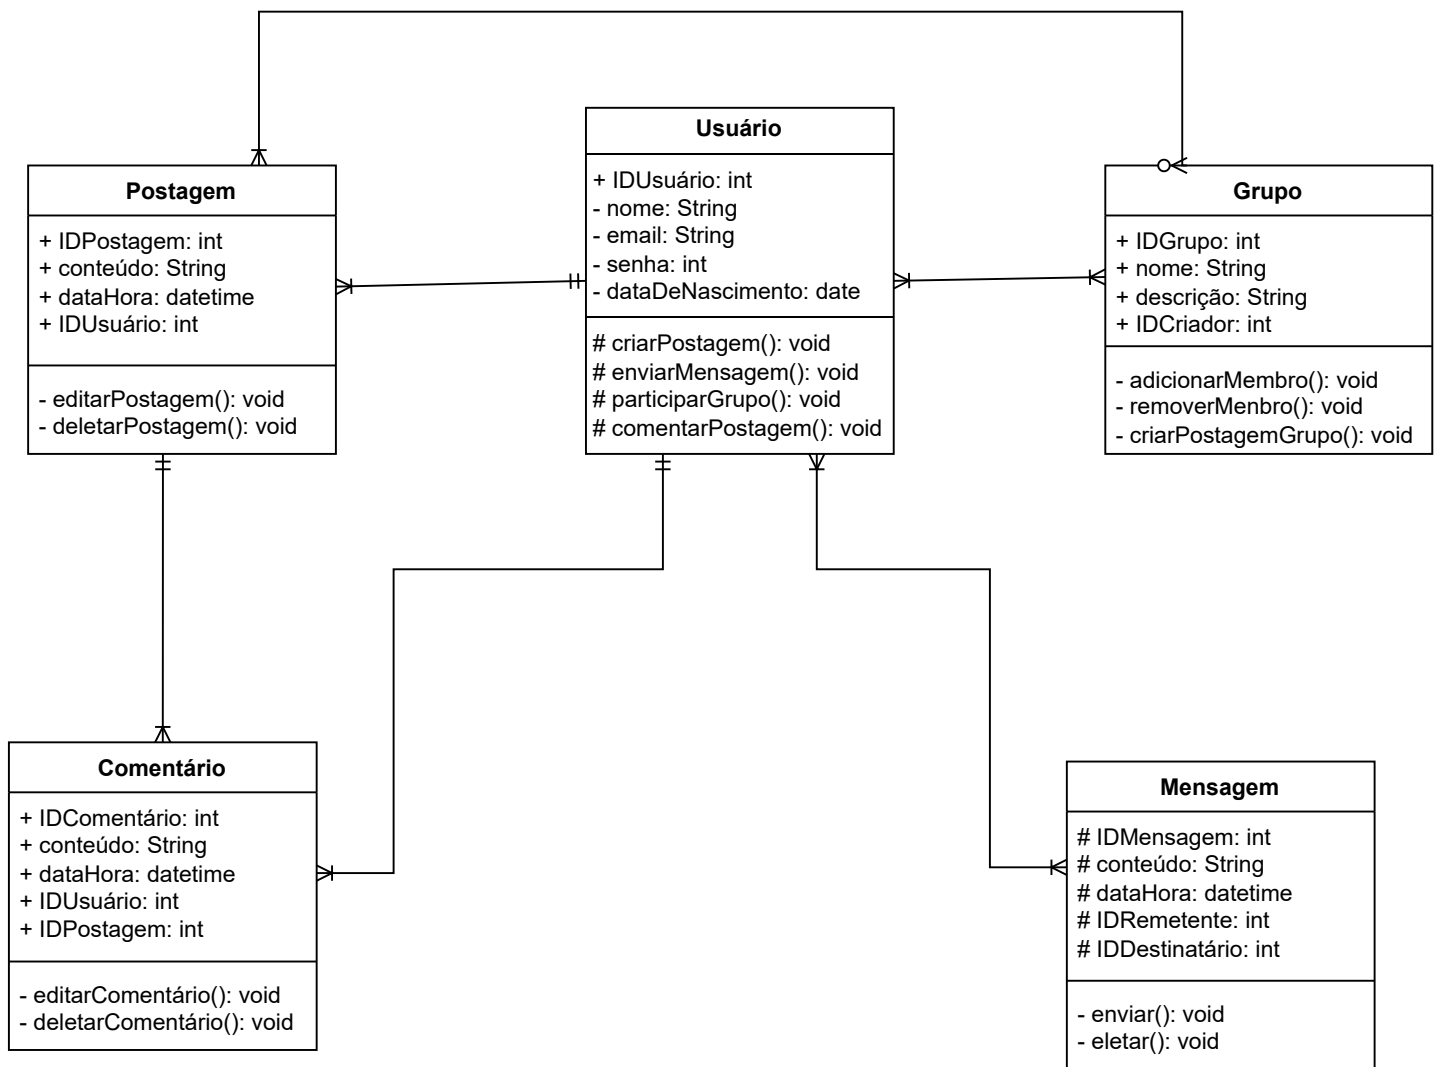 Usuário
+ IDUsuário: int
- nome: String
- email: String
- senha: int
- dataDeNascimento: date
# criarPostagem(): void
# enviarMensagem(): void
# participarGrupo(): void
# comentarPostagem(): void
Postagem
+ IDPostagem: int
+ conteúdo: String
+ dataHora: datetime
+ IDUsuário: int
- editarPostagem(): void
- deletarPostagem(): void
Grupo
+ IDGrupo: int
+ nome: String
+ descrição: String
+ IDCriador: int
- adicionarMembro(): void
- removerMenbro(): void
- criarPostagemGrupo(): void
Comentário
+ IDComentário: int
+ conteúdo: String
+ dataHora: datetime
+ IDUsuário: int
+ IDPostagem: int
- editarComentário(): void
- deletarComentário(): void
Mensagem
# IDMensagem: int
# conteúdo: String
# dataHora: datetime
# IDRemetente: int
# IDDestinatário: int
- enviar(): void
- eletar(): void